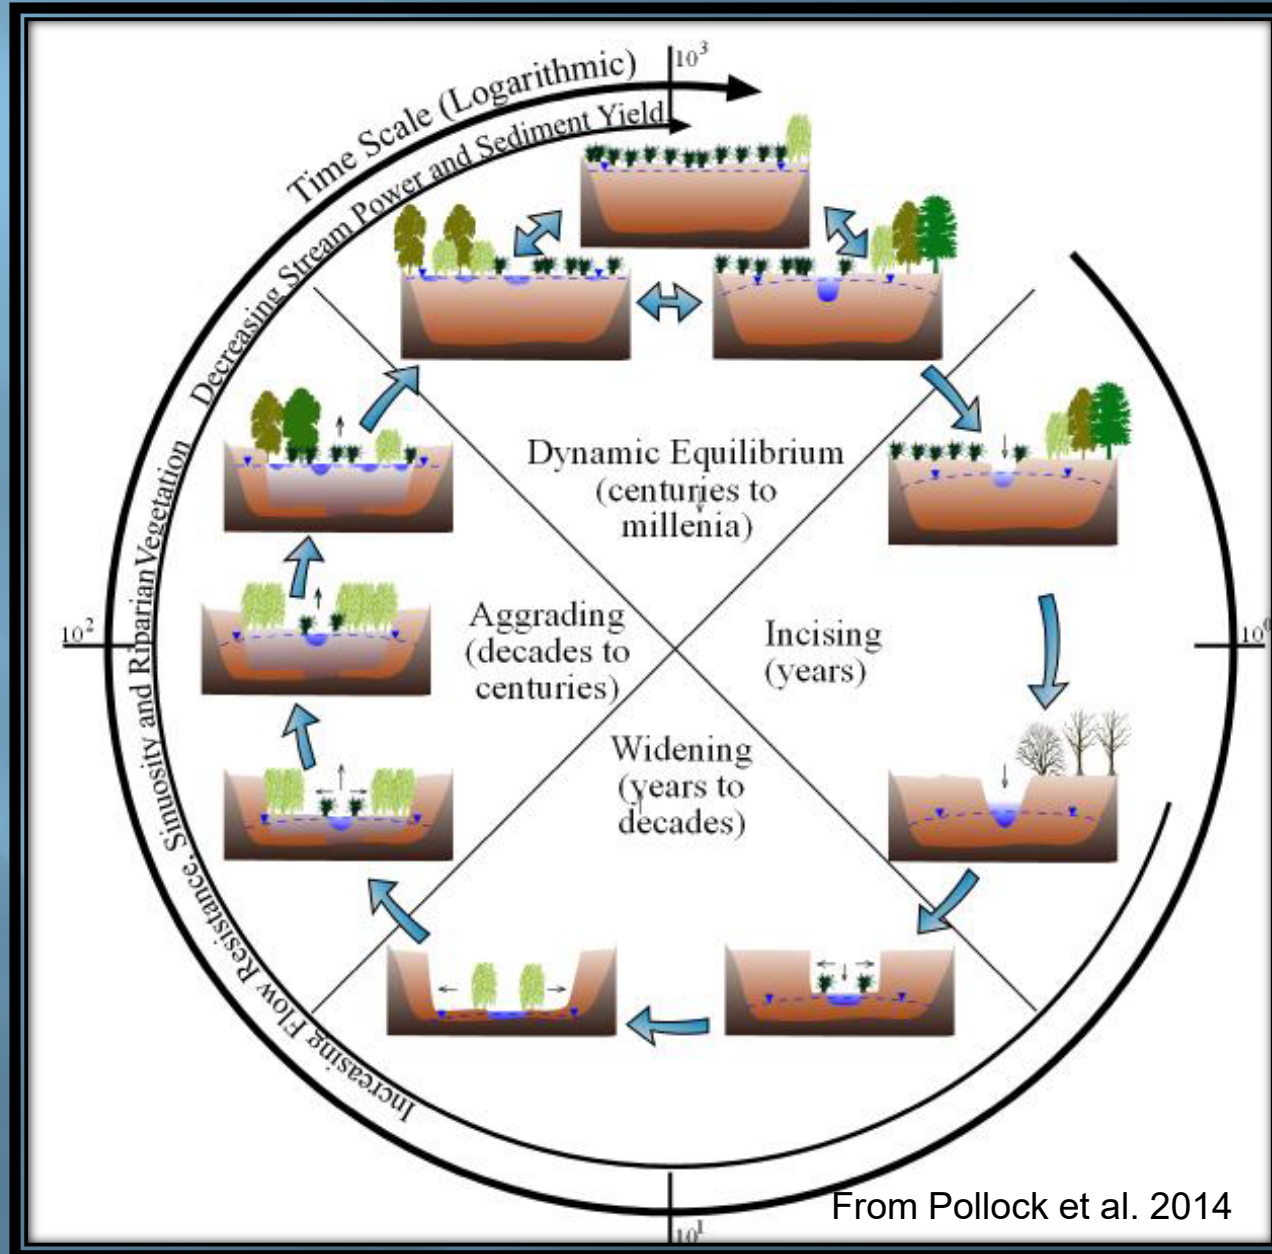 Time Scale (Logarithmic)
10³
Decreasing Stream Power and Sediment Yield
Increasing Flow Resistance, Sinuosity and Riparian Vegetation
Dynamic Equilibrium
(centuries to
millenia)
Aggrading
(decades to
centuries)
Incising
(years)
10²
10⁰
Widening
(years to
decades)
From Pollock et al. 2014
10¹